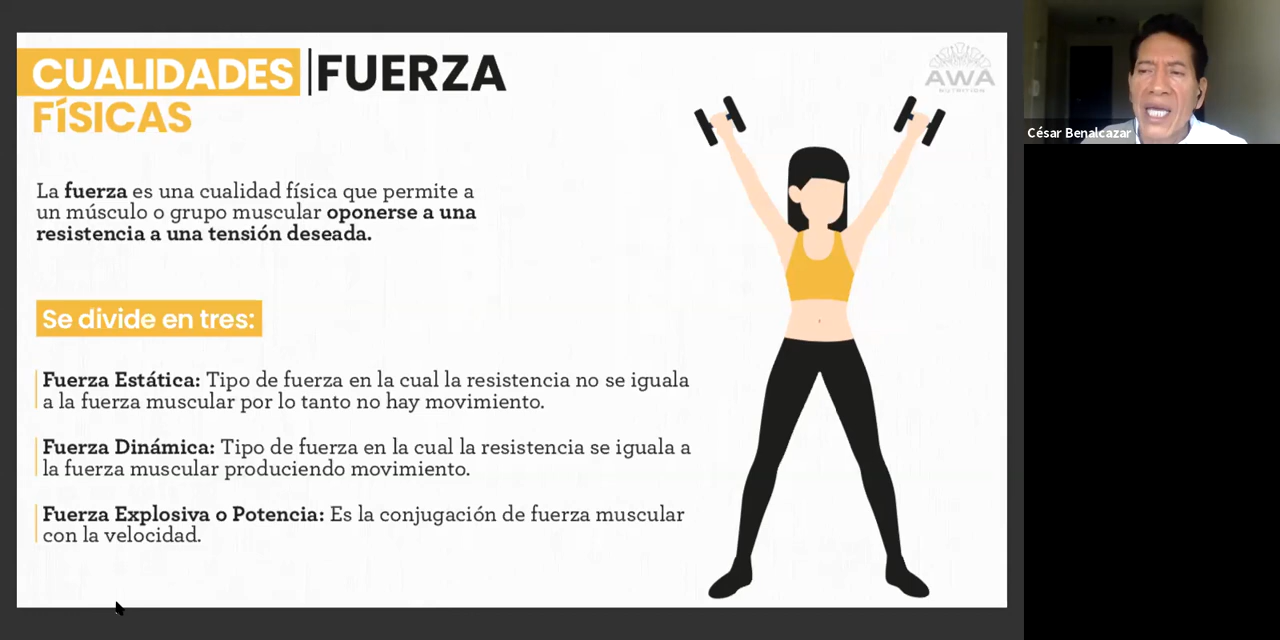 CUALIDADES
FÍSICAS
FUERZA
AWA
NUTRITION
La fuerza es una cualidad física que permite a
un músculo o grupo muscular oponerse a una
resistencia a una tensión deseada.
Se divide en tres:
Fuerza Estática: Tipo de fuerza en la cual la resistencia no se iguala
a la fuerza muscular por lo tanto no hay movimiento.
Fuerza Dinámica: Tipo de fuerza en la cual la resistencia se iguala a
la fuerza muscular produciendo movimiento.
Fuerza Explosiva o Potencia: Es la conjugación de fuerza muscular
con la velocidad.
César Benalcazar